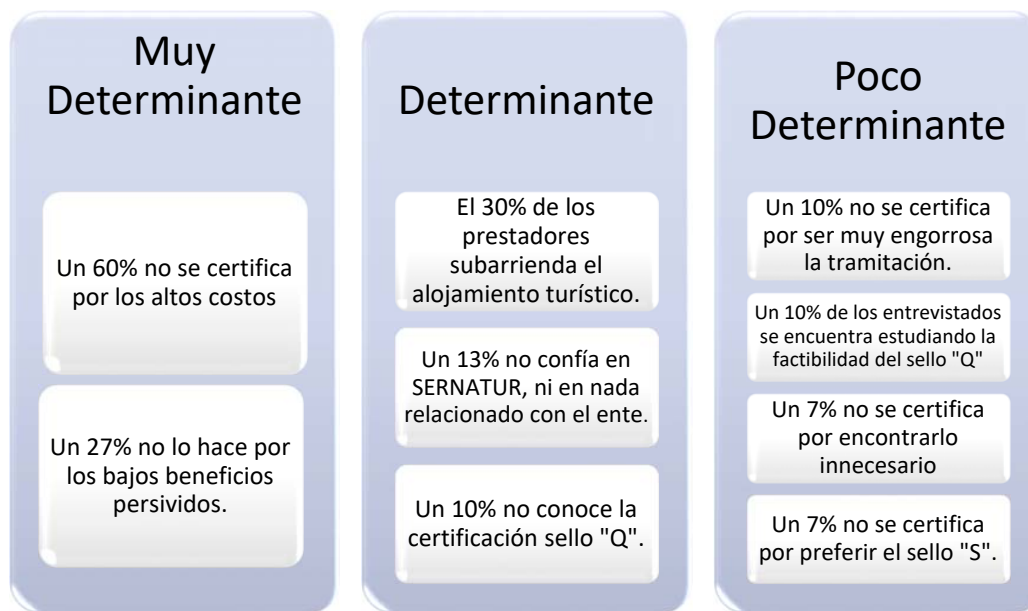 Muy
Determinante
Un 60% no se certifica
por los altos costos
Un 27% no lo hace por
los bajos beneficios
persividos.
Determinante
El 30% de los
prestadores
subarrienda el
alojamiento turístico.
Un 13% no confía en
SERNATUR, ni en nada
relacionado con el ente.
Un 10% no conoce la
certificación sello "Q".
Poco
Determinante
Un 10% no se certifica
por ser muy engorrosa
la tramitación.
Un 10% de los entrevistados
se encuentra estudiando la
factibilidad del sello "Q"
Un 7% no se certifica
por encontrarlo
innecesario
Un 7% no se certifica
por preferir el sello "S".